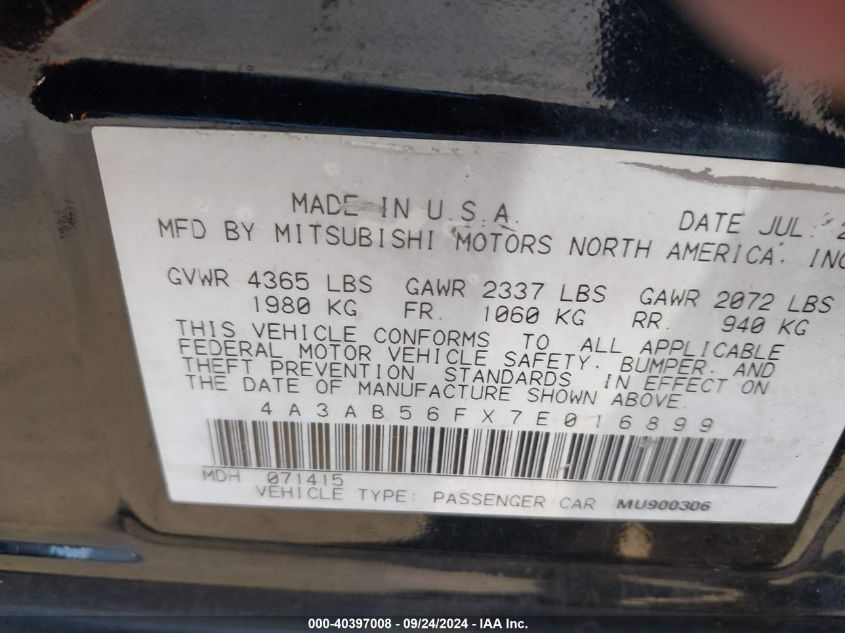 MADE IN U.S.A.
DATE JUL.
MFD BY MITSUBISHI MOTORS NORTH AMERICA. INC
GVWR 4365 LBS GAWR 2337 LBS GAWR 2072 LBS
1980 KG FR. 1060 KG RR. 940 KG
THIS VEHICLE CONFORMS TO ALL APPLICABLE
FEDERAL MOTOR VEHICLE SAFETY. BUMPER. AND
THEFT PREVENTION STANDARDS IN EFFECT ON
THE DATE OF MANUFACTURE SHOWN ABOVE.
4A3AB56FX7E016899
MDH 071415
VEHICLE TYPE: PASSENGER CAR MU900306
000-40397008 - 09/24/2024 - IAA Inc.